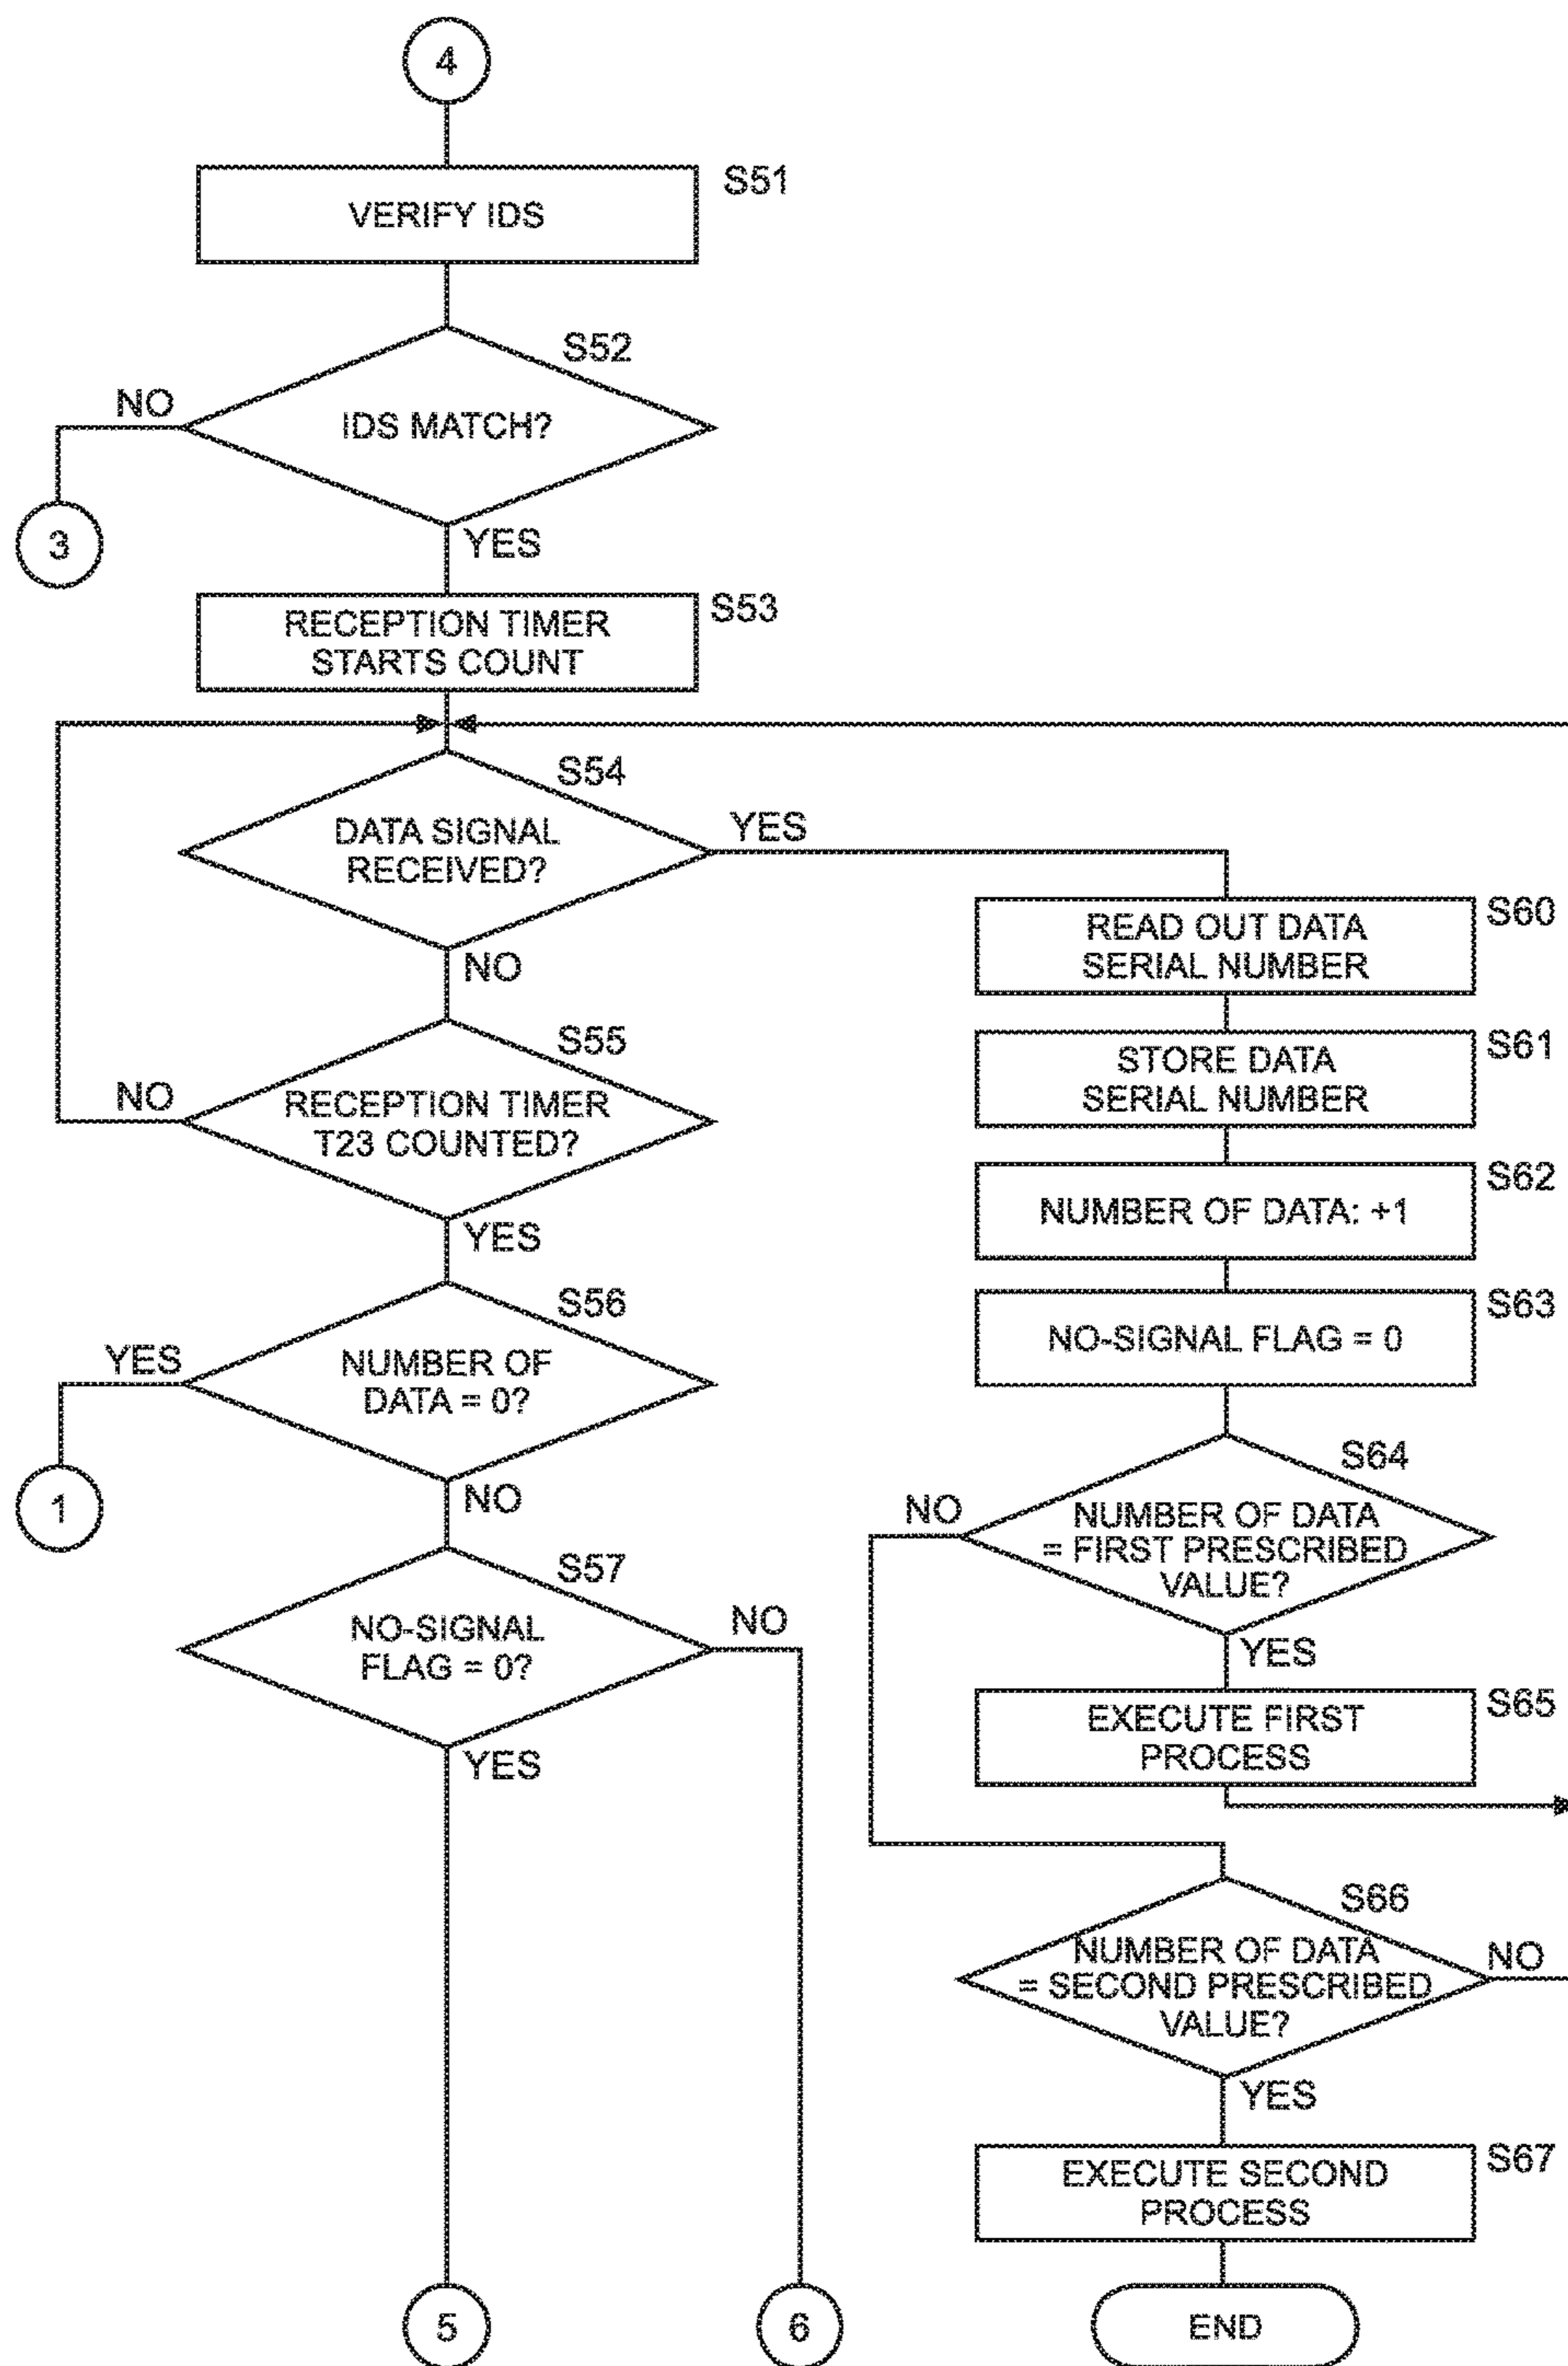 4
S51
VERIFY IDS
S52
IDS MATCH?
NO
3
YES
S53
RECEPTION TIMER
STARTS COUNT
S54
DATA SIGNAL
RECEIVED?
YES
NO
S55
RECEPTION TIMER
T23 COUNTED?
NO
YES
S56
NUMBER OF
DATA = 0?
YES
1
NO
S57
NO-SIGNAL
FLAG = 0?
NO
YES
5
6
S60
READ OUT DATA
SERIAL NUMBER
S61
STORE DATA
SERIAL NUMBER
S62
NUMBER OF DATA: +1
S63
NO-SIGNAL FLAG = 0
S64
NUMBER OF DATA
= FIRST PRESCRIBED
VALUE?
NO
YES
S65
EXECUTE FIRST
PROCESS
S66
NUMBER OF DATA
= SECOND PRESCRIBED
VALUE?
NO
YES
S67
EXECUTE SECOND
PROCESS
END